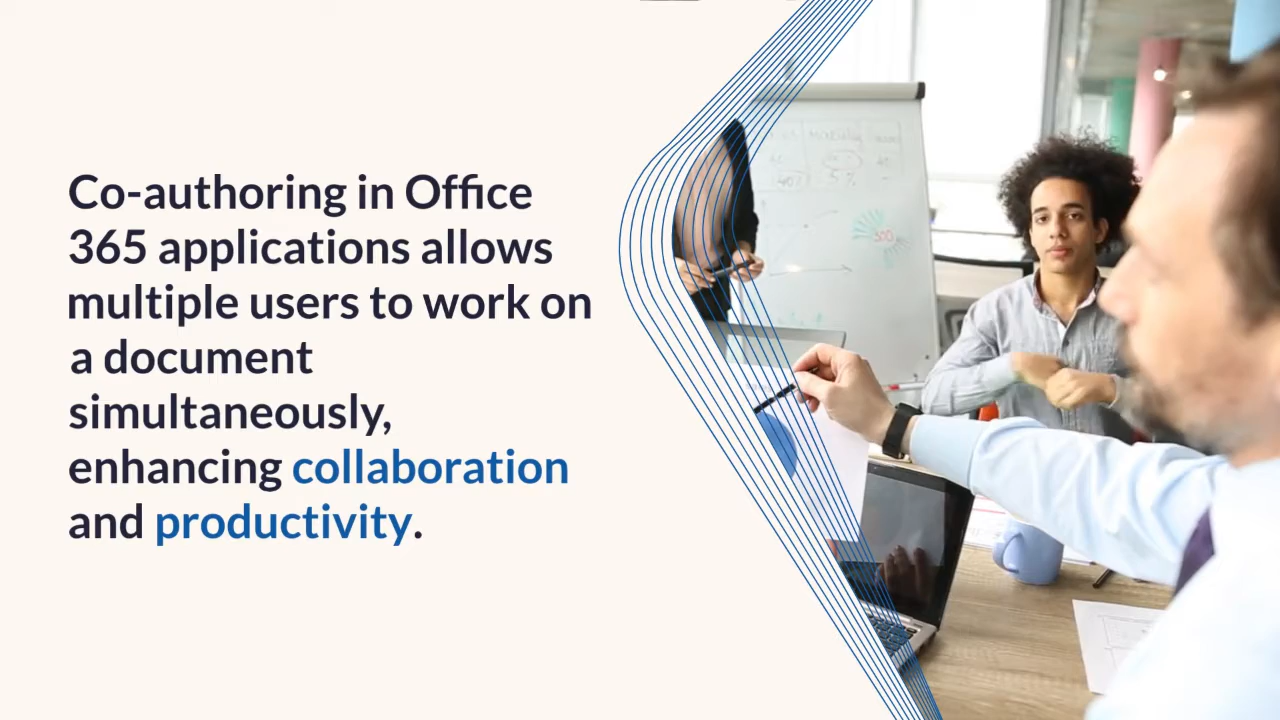 Co-authoring in Office
365 applications allows
multiple users to work on
a document
simultaneously,
enhancing collaboration
and productivity.